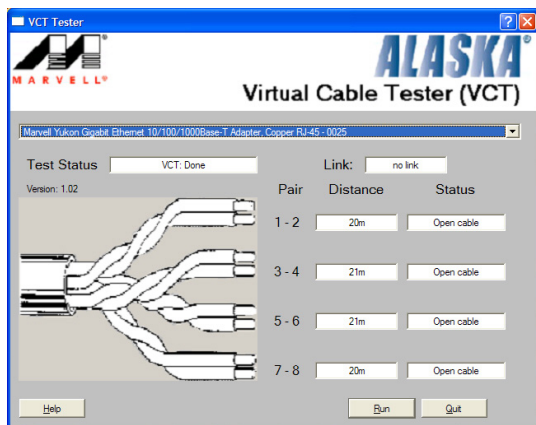 VCT Tester
MARVELL®
ALASKA®
Virtual Cable Tester (VCT)
Marvell Yukon Gigabit Ethernet 10/100/1000Base-T Adapter, Copper RJ-45 - 0025
Test Status VCT: Done Link: no link
Version: 1.02
Pair Distance Status
1 - 2 20m Open cable
3 - 4 21m Open cable
5 - 6 21m Open cable
7 - 8 20m Open cable
Help Run Quit